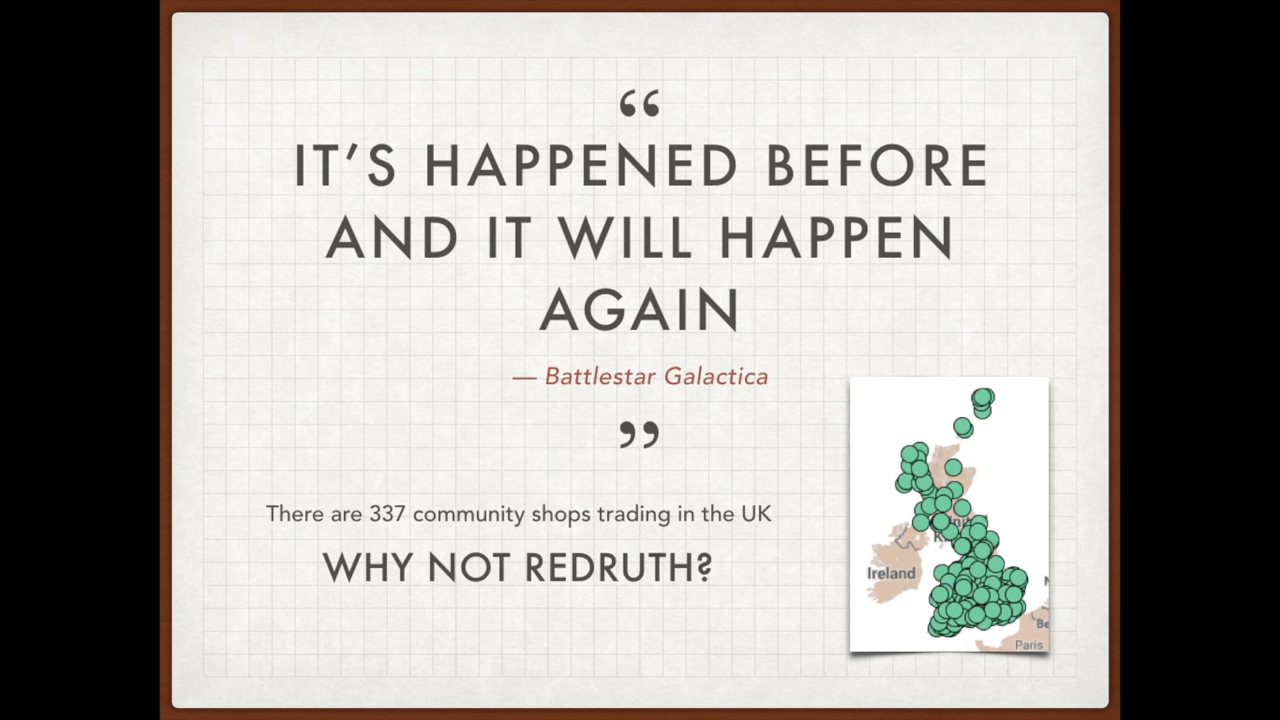 “
IT’S HAPPENED BEFORE
AND IT WILL HAPPEN
AGAIN
— Battlestar Galactica
”
There are 337 community shops trading in the UK
WHY NOT REDRUTH?
Ireland
Paris